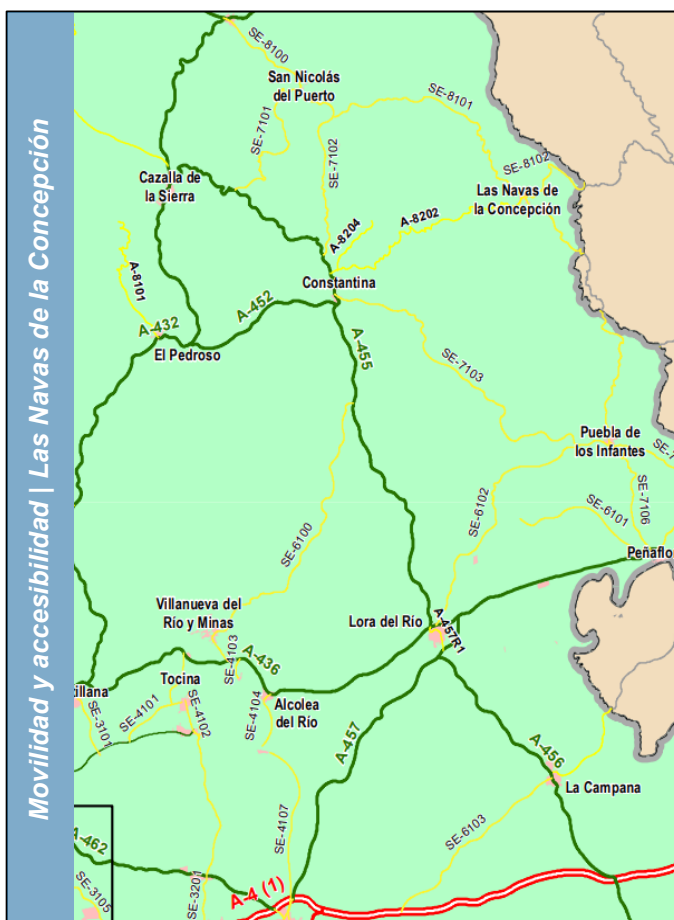 Movilidad y accesibilidad | Las Navas de la Concepción
SE-8100
San Nicolás
del Puerto
SE-8101
SE-7101
SE-7102
SE-8102
Cazalla de
la Sierra
Las Navas de
la Concepción
A-8202
A-8204
A-8101
Constantina
A-452
A-432
El Pedroso
A-455
SE-7103
Puebla de
los Infantes
SE-7
SE-6102
SE-7106
SE-6101
SE-6100
Peñaflo
Villanueva del
Río y Minas
Lora del Río
A-457R1
SE-4103
A-436
Tocina
tillana
SE-4101
SE-4102
SE-4104
Alcolea
del Río
SE-3101
A-457
A-456
La Campana
SE-4107
SE-6103
A-462
SE-3105
SE-3201
A-4 (1)